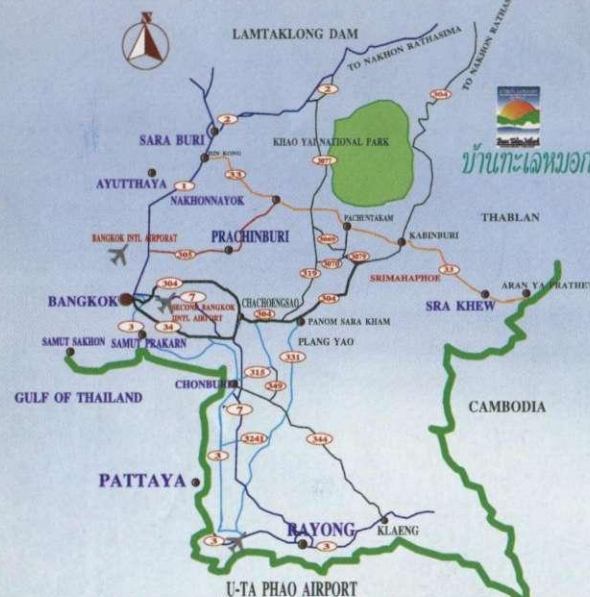 N
LAMTAKLONG DAM
TO NAKHON RATHASIMA
TO NAKHON RATHASIMA
2
304
2
SARA BURI
HIN KONG
KHAO YAI NATIONAL PARK
3077
33
บ้านทะเลหมอก
AYUTTHAYA
1
NAKHONNAYOK
PACHUNTAKAM
THABLAN
BANGKOK INTL AIRPORAT
305
PRACHINBURI
3069
KABINBURI
3070
3079
319
SRIMAHAPHOE
33
ARAN YA PRATHET
304
7
CHACHOENGSAO
304
SRA KHEW
BANGKOK
SECONE BANGKOK
INTL AIRPORT
304
PANOM SARA KHAM
3
34
SAMUT SAKHON
SAMUT PRAKARN
PLANG YAO
331
315
CHONBURI
349
GULF OF THAILAND
7
CAMBODIA
3241
344
3
PATTAYA
RAYONG
KLAENG
3
3
U-TA PHAO AIRPORT